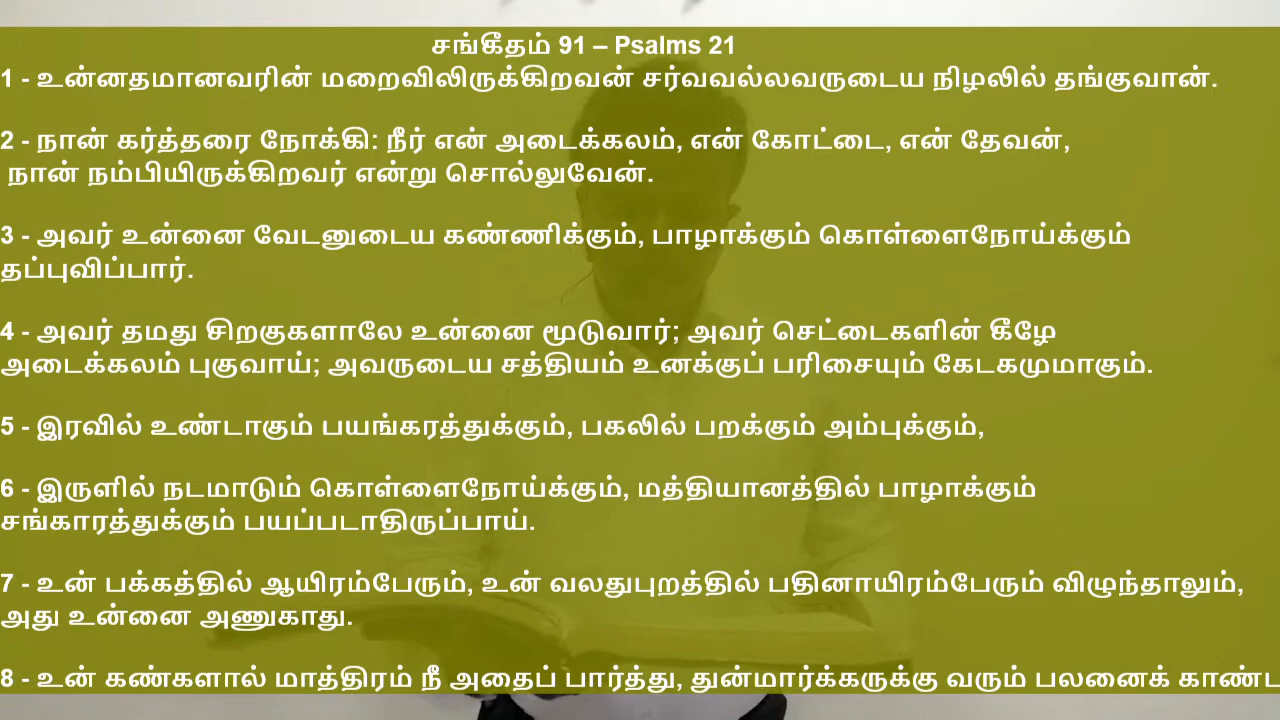 சங்கீதம் 91 – Psalms 21
1 - உன்னதமானவரின் மறைவிலிருக்கிறவன் சர்வவல்லவருடைய நிழலில் தங்குவான்.
2 - நான் கர்த்தரை நோக்கி: நீர் என் அடைக்கலம், என் கோட்டை, என் தேவன்,
நான் நம்பியிருக்கிறவர் என்று சொல்லுவேன்.
3 - அவர் உன்னை வேடனுடைய கண்ணிக்கும், பாழாக்கும் கொள்ளைநோய்க்கும்
தப்புவிப்பார்.
4 - அவர் தமது சிறகுகளாலே உன்னை மூடுவார்; அவர் செட்டைகளின் கீழே
அடைக்கலம் புகுவாய்; அவருடைய சத்தியம் உனக்குப் பரிசையும் கேடகமுமாகும்.
5 - இரவில் உண்டாகும் பயங்கரத்துக்கும், பகலில் பறக்கும் அம்புக்கும்,
6 - இருளில் நடமாடும் கொள்ளைநோய்க்கும், மத்தியானத்தில் பாழாக்கும்
சங்காரத்துக்கும் பயப்படாதிருப்பாய்.
7 - உன் பக்கத்தில் ஆயிரம்பேரும், உன் வலதுபுறத்தில் பதினாயிரம்பேரும் விழுந்தாலும்,
அது உன்னை அணுகாது.
8 - உன் கண்களால் மாத்திரம் நீ அதைப் பார்த்து, துன்மார்க்கருக்கு வரும் பலனைக்